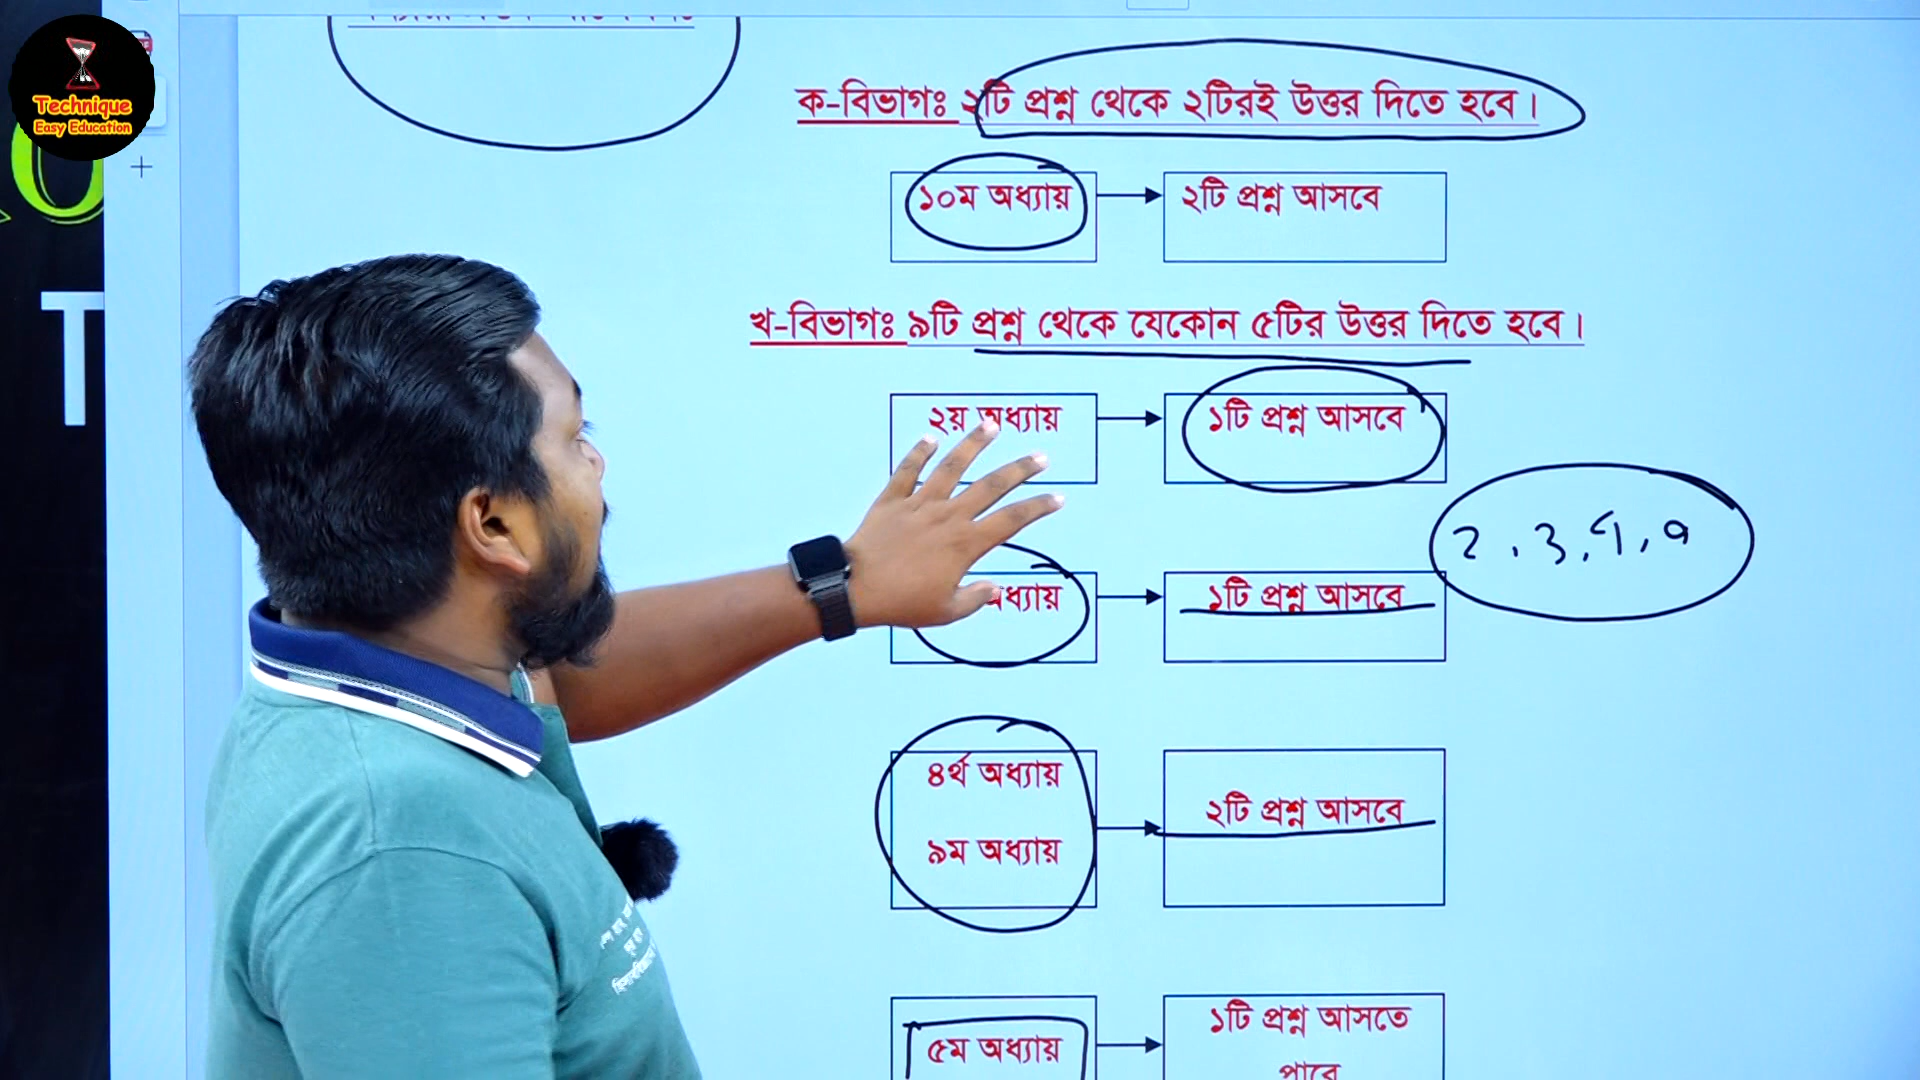 Technique
Easy Education
T
ক-বিভাগঃ ২টি প্রশ্ন থেকে ২টিরই উত্তর দিতে হবে।
১০ম অধ্যায়
২টি প্রশ্ন আসবে
খ-বিভাগঃ ৯টি প্রশ্ন থেকে যেকোন ৫টির উত্তর দিতে হবে।
২য় অধ্যায়
১টি প্রশ্ন আসবে
অধ্যায়
১টি প্রশ্ন আসবে
2, 3, 4, 9
৪র্থ অধ্যায়
৯ম অধ্যায়
২টি প্রশ্ন আসবে
৫ম অধ্যায়
১টি প্রশ্ন আসতে
পারে